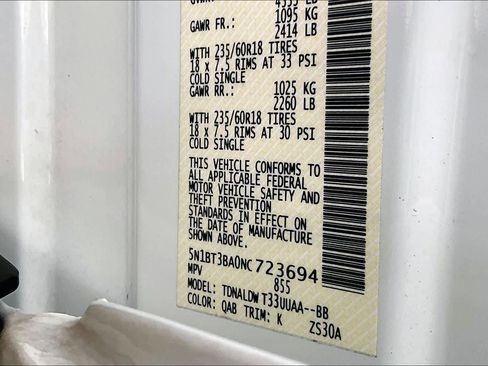 4355 LB
GAWR FR.: 1095 KG
2414 LB
WITH 235/60R18 TIRES
18 x 7.5 RIMS AT 33 PSI
COLD SINGLE
GAWR RR.: 1025 KG
2260 LB
WITH 235/60R18 TIRES
18 x 7.5 RIMS AT 30 PSI
COLD SINGLE
THIS VEHICLE CONFORMS TO
ALL APPLICABLE FEDERAL
MOTOR VEHICLE SAFETY AND
THEFT PREVENTION
STANDARDS IN EFFECT ON
THE DATE OF MANUFACTURE
SHOWN ABOVE.
5N1BT3BA0NC723694
MPV 855
MODEL: TDNALDWT33UUAA--BB
COLOR: QAB TRIM: K ZS30A